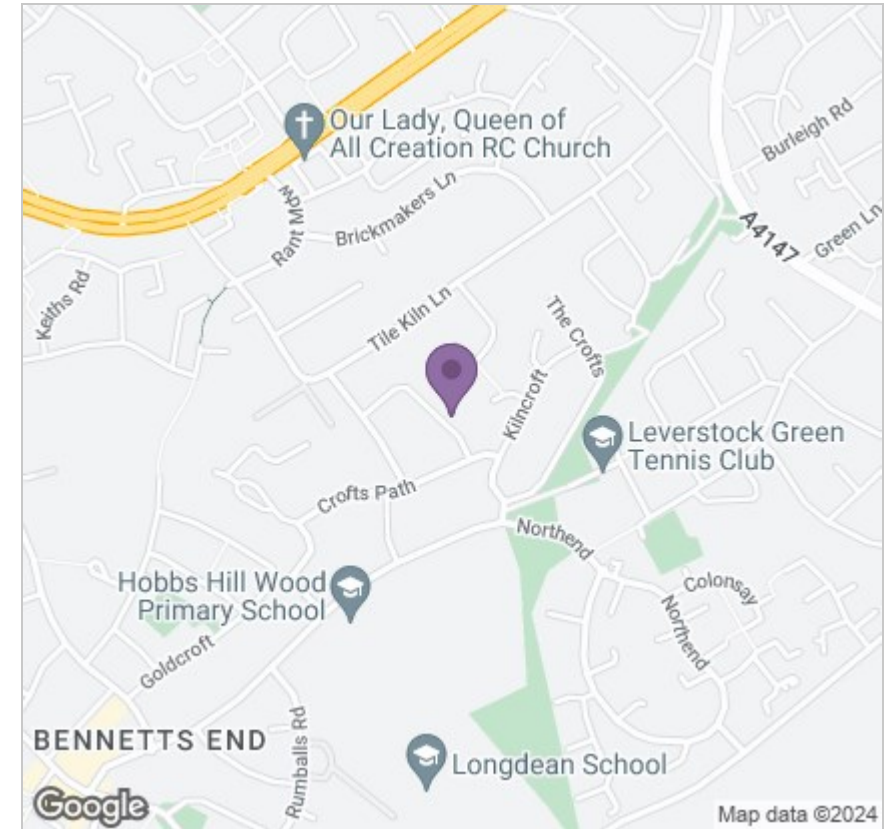 Our Lady, Queen of
All Creation RC Church
Burleigh Rd
Brickmakers Ln
Rant Mdw
A4147
Green Ln
Keiths Rd
Tile Kiln Ln
The Crofts
Kilncroft
Leverstock Green
Tennis Club
Crofts Path
Northend
Hobbs Hill Wood
Primary School
Colonsay
Northend
Goldcroft
BENNETTS END
Rumballs Rd
Longdean School
Google
Map data ©2024